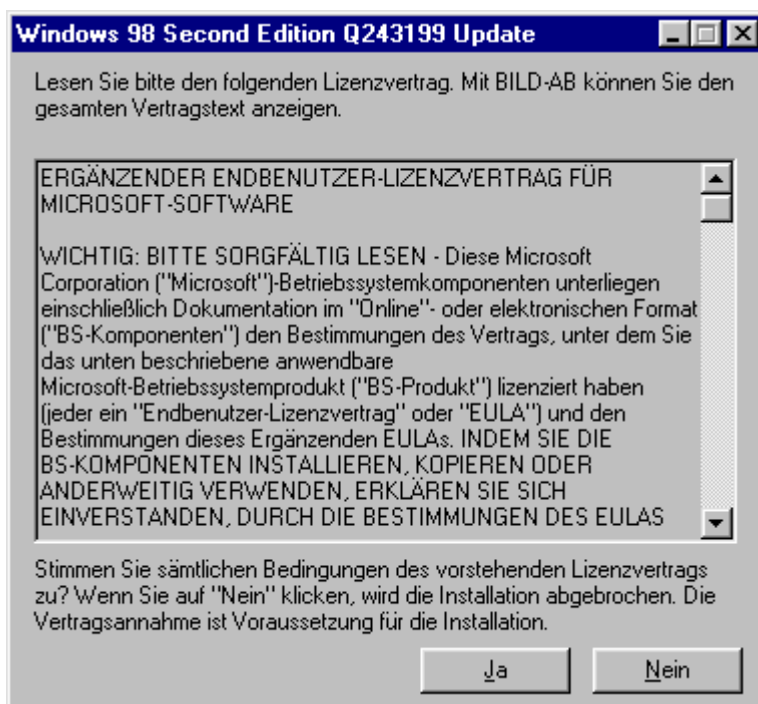 Windows 98 Second Edition Q243199 Update
Lesen Sie bitte den folgenden Lizenzvertrag. Mit BILD-AB können Sie den
gesamten Vertragstext anzeigen.
ERGÄNZENDER ENDBENUTZER-LIZENZVERTRAG FÜR
MICROSOFT-SOFTWARE
WICHTIG: BITTE SORGFÄLTIG LESEN - Diese Microsoft
Corporation ("Microsoft")-Betriebssystemkomponenten unterliegen
einschließlich Dokumentation im "Online"- oder elektronischen Format
("BS-Komponenten") den Bestimmungen des Vertrags, unter dem Sie
das unten beschriebene anwendbare
Microsoft-Betriebssystemprodukt ("BS-Produkt") lizenziert haben
(jeder ein "Endbenutzer-Lizenzvertrag" oder "EULA") und den
Bestimmungen dieses Ergänzenden EULAs. INDEM SIE DIE
BS-KOMPONENTEN INSTALLIEREN, KOPIEREN ODER
ANDERWEITIG VERWENDEN, ERKLÄREN SIE SICH
EINVERSTANDEN, DURCH DIE BESTIMMUNGEN DES EULAS
Stimmen Sie sämtlichen Bedingungen des vorstehenden Lizenzvertrags
zu? Wenn Sie auf "Nein" klicken, wird die Installation abgebrochen. Die
Vertragsannahme ist Voraussetzung für die Installation.
Ja
Nein